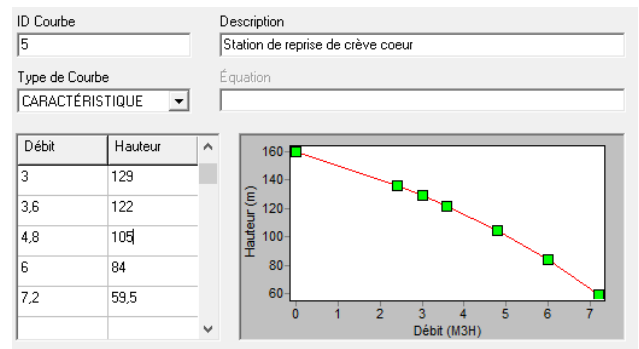 ID Courbe
Description
5
Station de reprise de crève coeur
Type de Courbe
Équation
CARACTÉRISTIQUE
Débit Hauteur
3 129
3,6 122
4,8 105
6 84
7,2 59,5
160
140
120
100
80
60
Hauteur (m)
0 1 2 3 4 5 6 7
Débit (M3H)